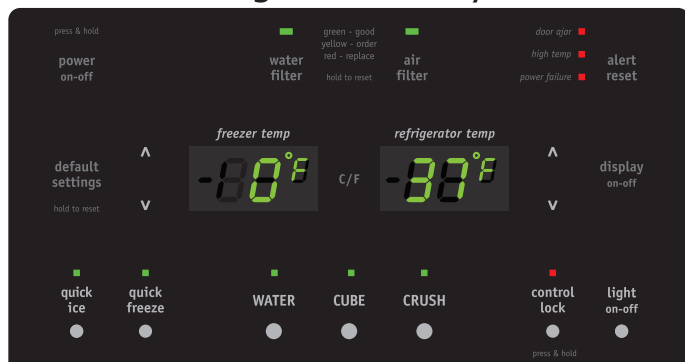 press & hold
power
on-off
water
filter
green - good
yellow - order
red - replace
hold to reset
air
filter
door ajar
high temp
power failure
alert
reset
default
settings
hold to reset
^
v
freezer temp
0°F
C/F
refrigerator temp
37°F
^
v
display
on-off
quick
ice
quick
freeze
WATER
CUBE
CRUSH
control
lock
press & hold
light
on-off